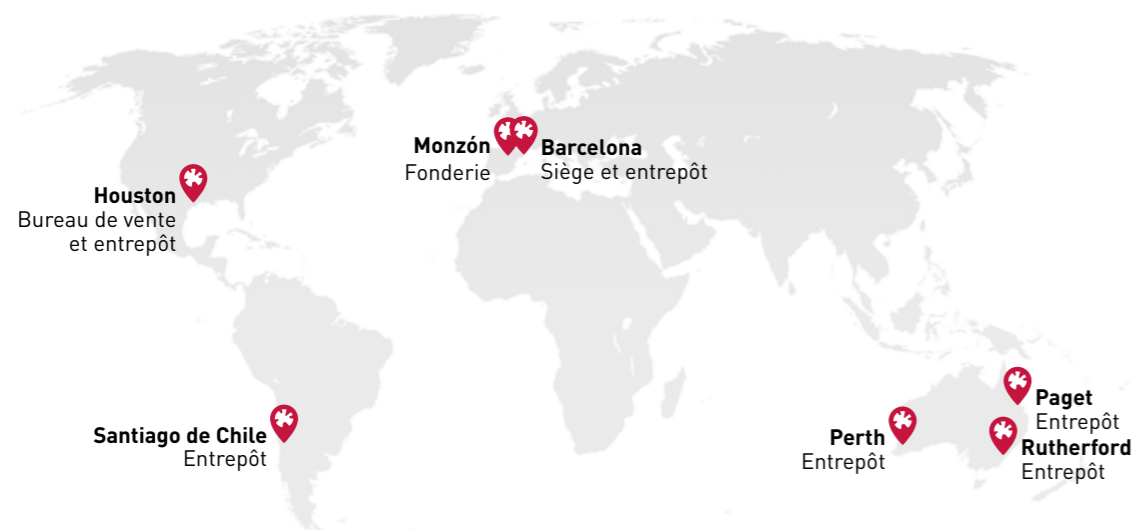 Monzón
Fonderie
Barcelona
Siège et entrepôt
Houston
Bureau de vente
et entrepôt
Santiago de Chile
Entrepôt
Perth
Entrepôt
Paget
Entrepôt
Rutherford
Entrepôt